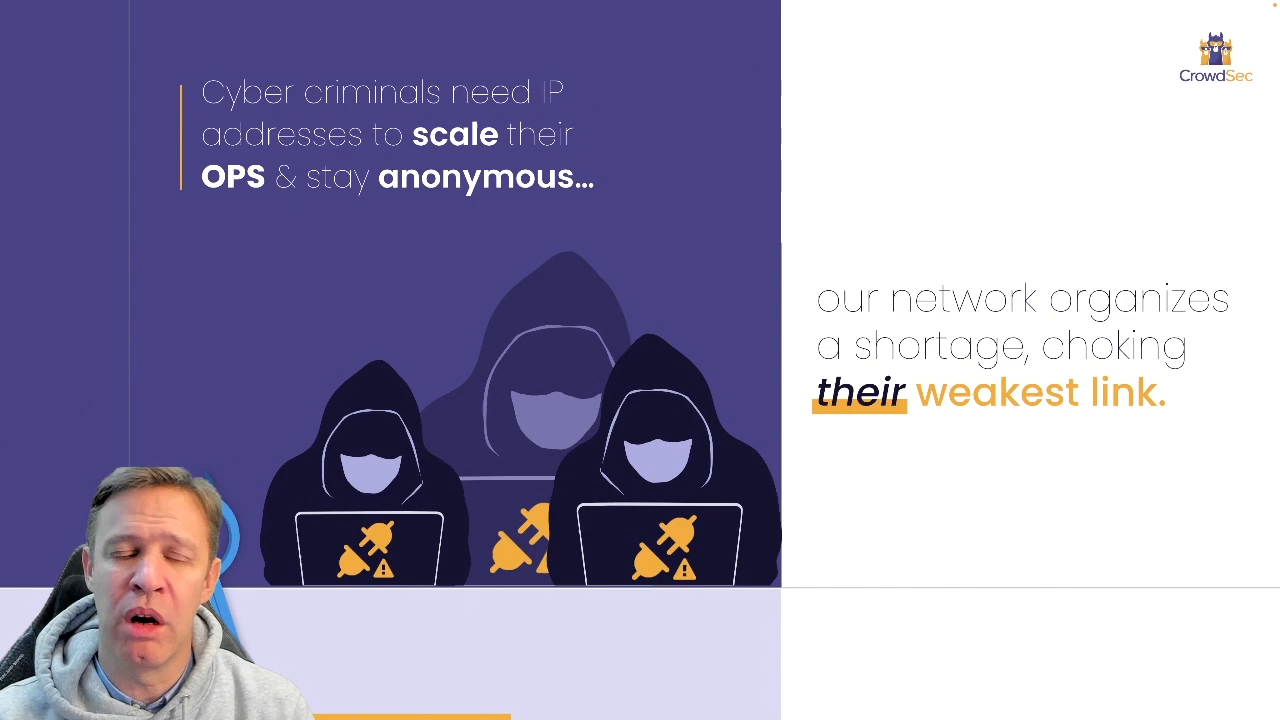 Cyber criminals need IP
addresses to scale their
OPS & stay anonymous...
CrowdSec
our network organizes
a shortage, choking
their weakest link.